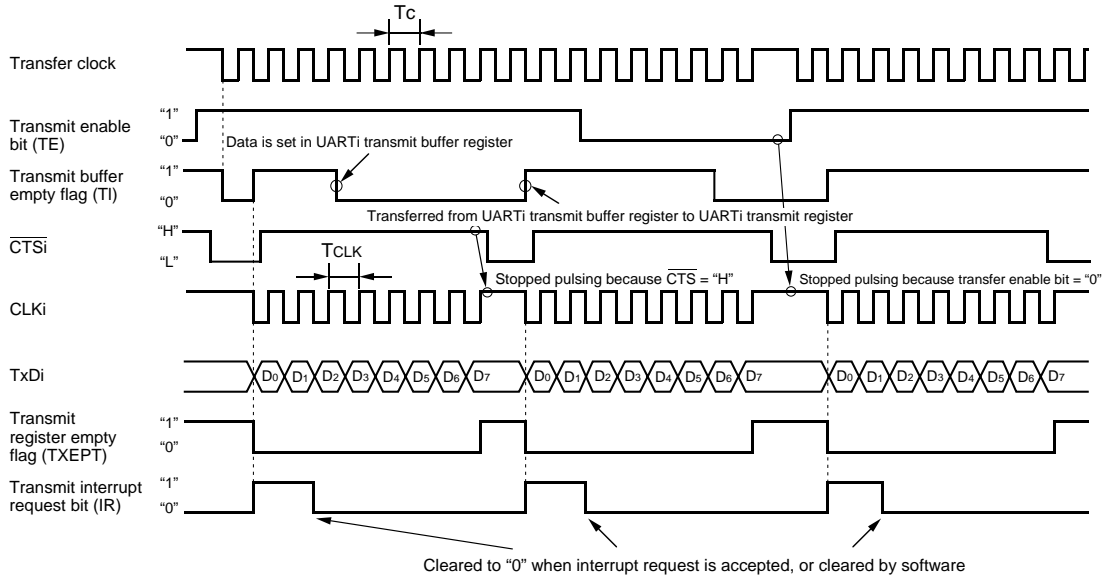 Tc
Transfer clock
Transmit enable
bit (TE)
“1”
“0”
Data is set in UARTi transmit buffer register
Transmit buffer
empty flag (TI)
“1”
“0”
Transferred from UARTi transmit buffer register to UARTi transmit register
CTSi
“H”
“L”
TCLK
Stopped pulsing because CTS = “H”
Stopped pulsing because transfer enable bit = “0”
CLKi
TxDi
D0 D1 D2 D3 D4 D5 D6 D7 D0 D1 D2 D3 D4 D5 D6 D7 D0 D1 D2 D3 D4 D5 D6 D7
Transmit
register empty
flag (TXEPT)
“1”
“0”
Transmit interrupt
request bit (IR)
“1”
“0”
Cleared to “0” when interrupt request is accepted, or cleared by software